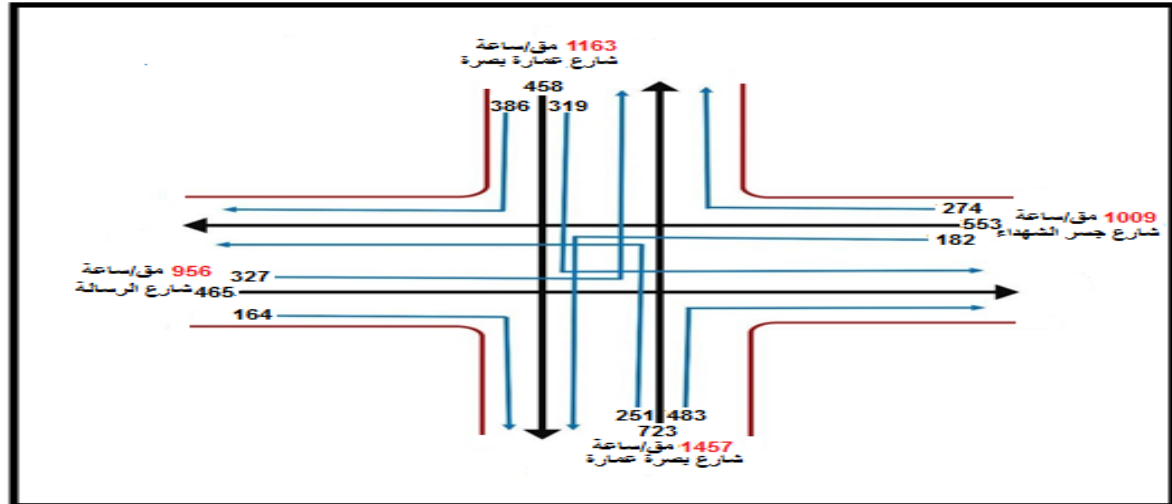 1163 مق/ساعة
شارع عمارة بصرة
458
386
319
274
553
182
1009 مق/ساعة
شارع جسر الشهداء
956 مق/ساعة
شارع الرسالة
327
465
164
251
483
723
1457 مق/ساعة
شارع بصرة عمارة